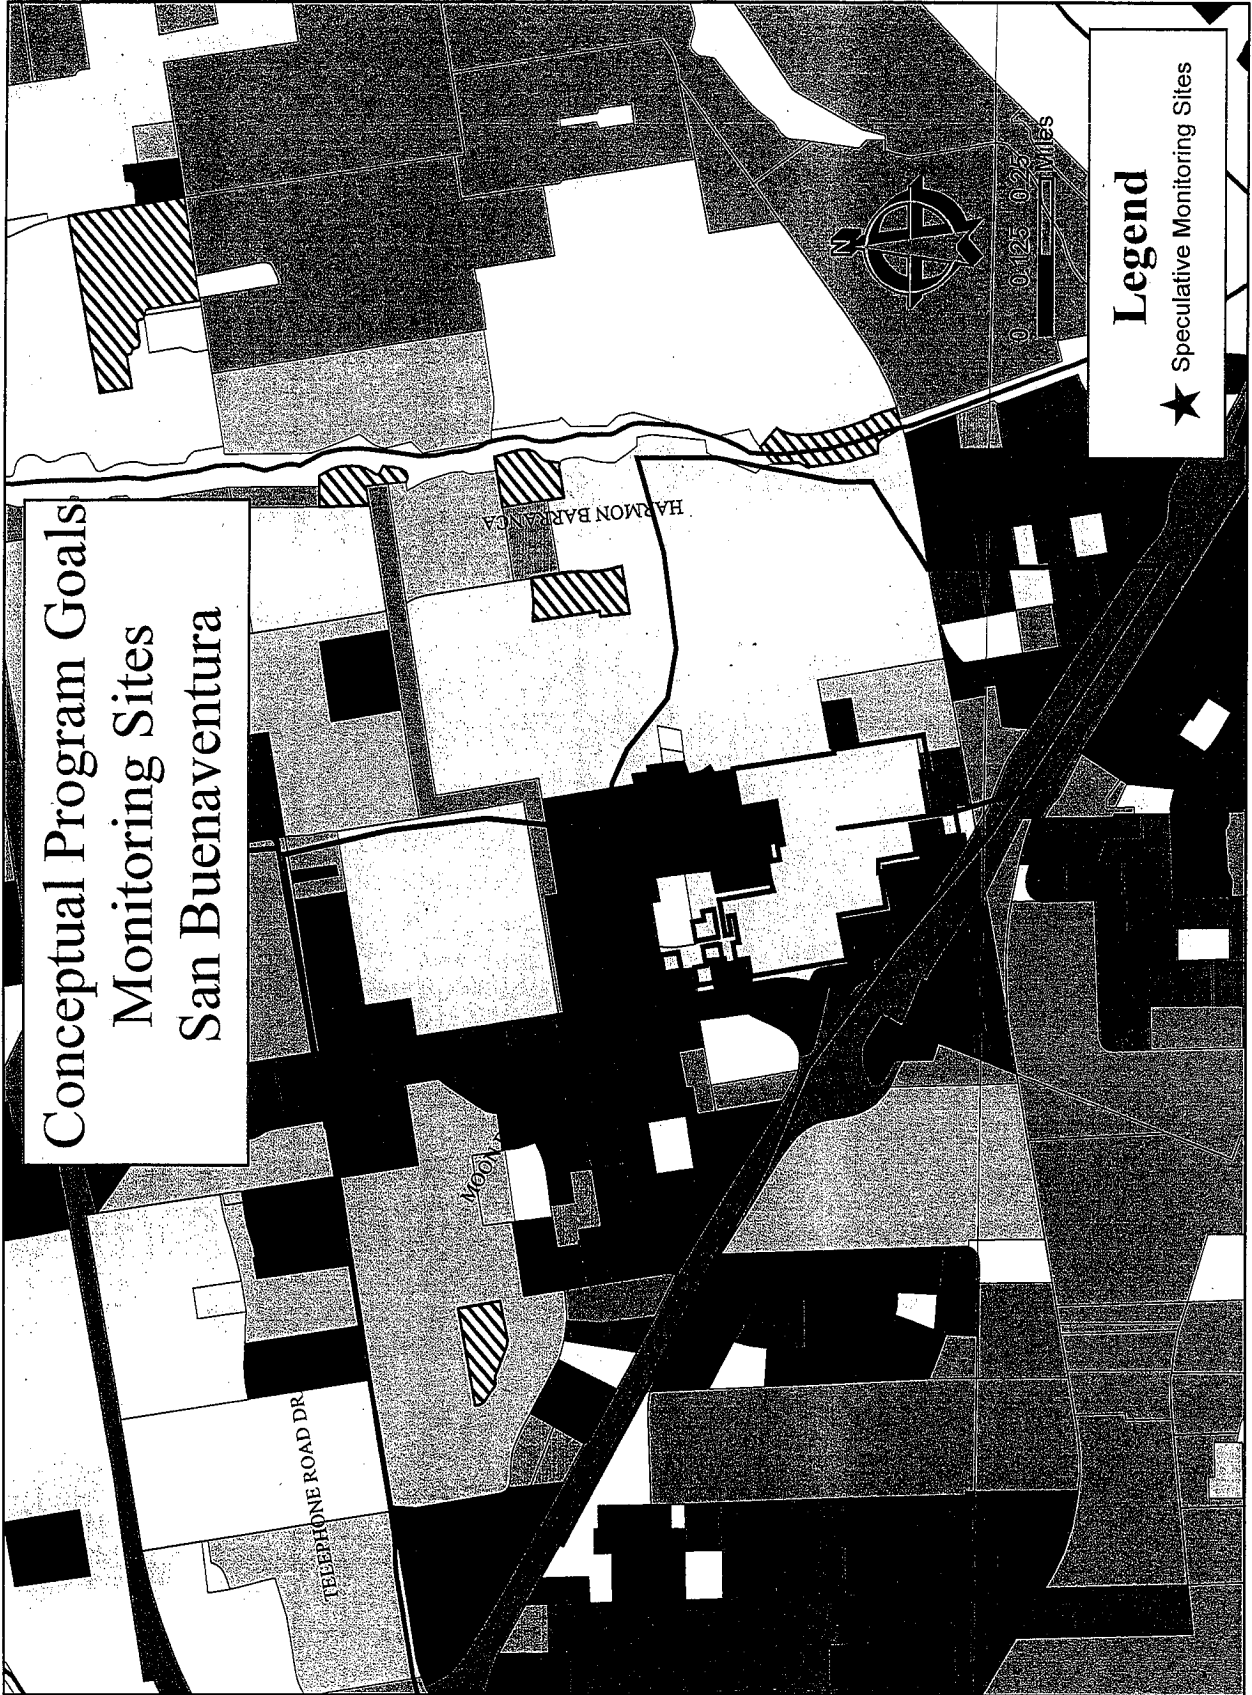 Conceptual Program Goals
Monitoring Sites
San Buenaventura
HARMON BARRANCA
TELEPHONE ROAD DR
N
0 0.125 0.25
Miles
Legend
Speculative Monitoring Sites